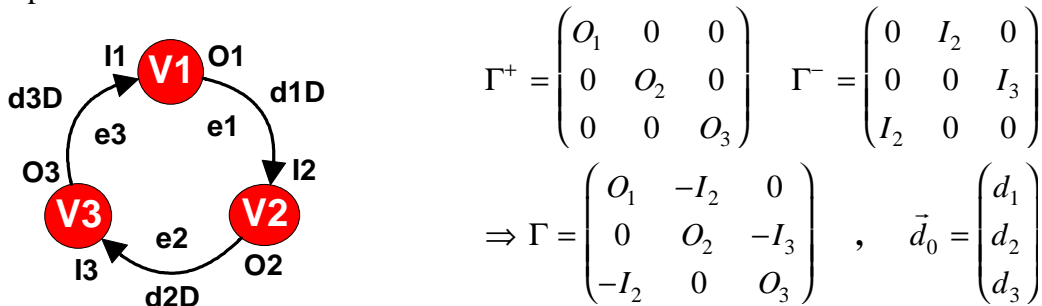 I1 O1
V1
d3D d1D
e3 e1
O3 I2
V3 V2
e2
I3 O2
d2D
Γ⁺ = (O₁ 0 0
0 O₂ 0
0 0 O₃)
Γ⁻ = (0 I₂ 0
0 0 I₃
I₂ 0 0)
⇒ Γ = (O₁ −I₂ 0
0 O₂ −I₃
−I₂ 0 O₃) ,
d⃗₀ = (d₁
d₂
d₃)